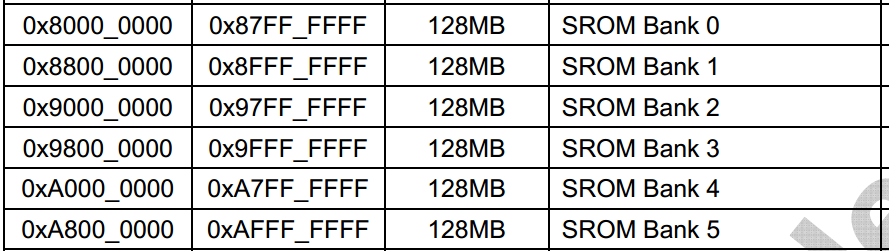 0x8000_0000 0x87FF_FFFF 128MB SROM Bank 0
0x8800_0000 0x8FFF_FFFF 128MB SROM Bank 1
0x9000_0000 0x97FF_FFFF 128MB SROM Bank 2
0x9800_0000 0x9FFF_FFFF 128MB SROM Bank 3
0xA000_0000 0xA7FF_FFFF 128MB SROM Bank 4
0xA800_0000 0xAFFF_FFFF 128MB SROM Bank 5